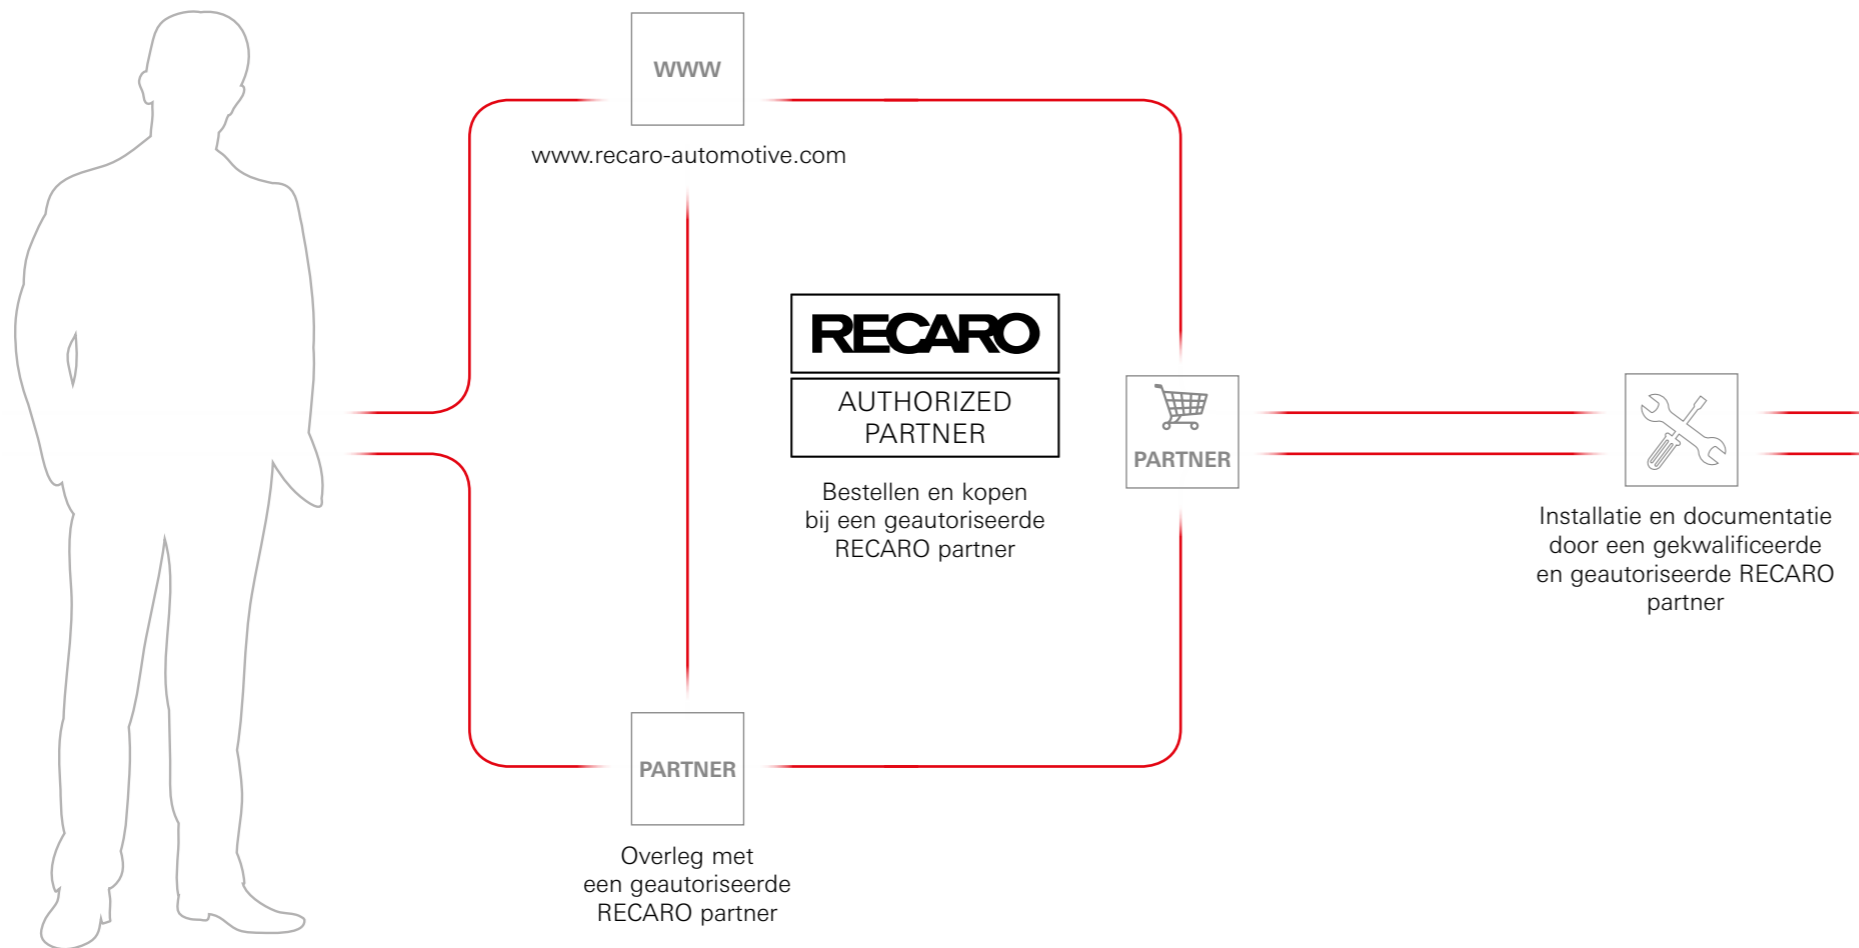 WWW
www.recaro-automotive.com
RECARO
AUTHORIZED
PARTNER
Bestellen en kopen
bij een geautoriseerde
RECARO partner
PARTNER
Installatie en documentatie
door een gekwalificeerde
en geautoriseerde RECARO
partner
PARTNER
Overleg met
een geautoriseerde
RECARO partner